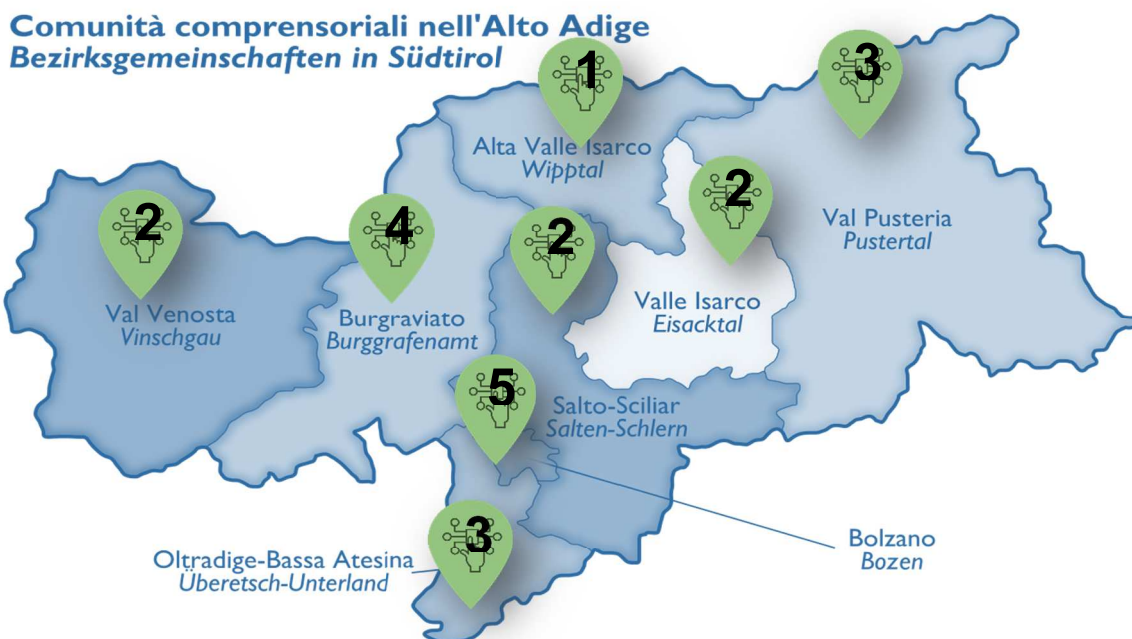 Comunità comprensoriali nell'Alto Adige
Bezirksgemeinschaften in Südtirol
1
3
Alta Valle Isarco
Wipptal
2
2
4
2
Val Pusteria
Pustertal
Val Venosta
Vinschgau
Burgraviato
Burggrafenamt
Valle Isarco
Eisacktal
5
Salto-Sciliar
Salten-Schlern
3
Bolzano
Bozen
Oltradige-Bassa Atesina
Überetsch-Unterland